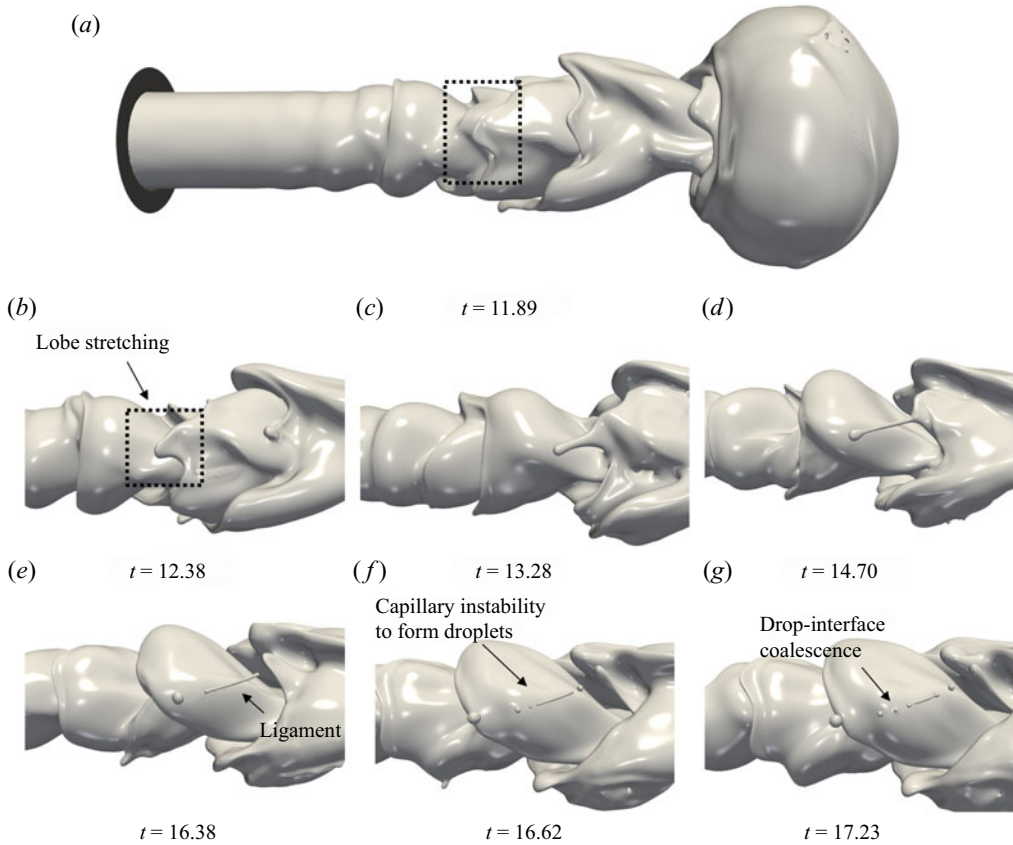 (a)
t = 11.89
(b)
(c)
(d)
Lobe stretching
t = 12.38
t = 13.28
t = 14.70
(e)
(f)
(g)
Capillary instability
to form droplets
Drop-interface
coalescence
Ligament
t = 16.38
t = 16.62
t = 17.23